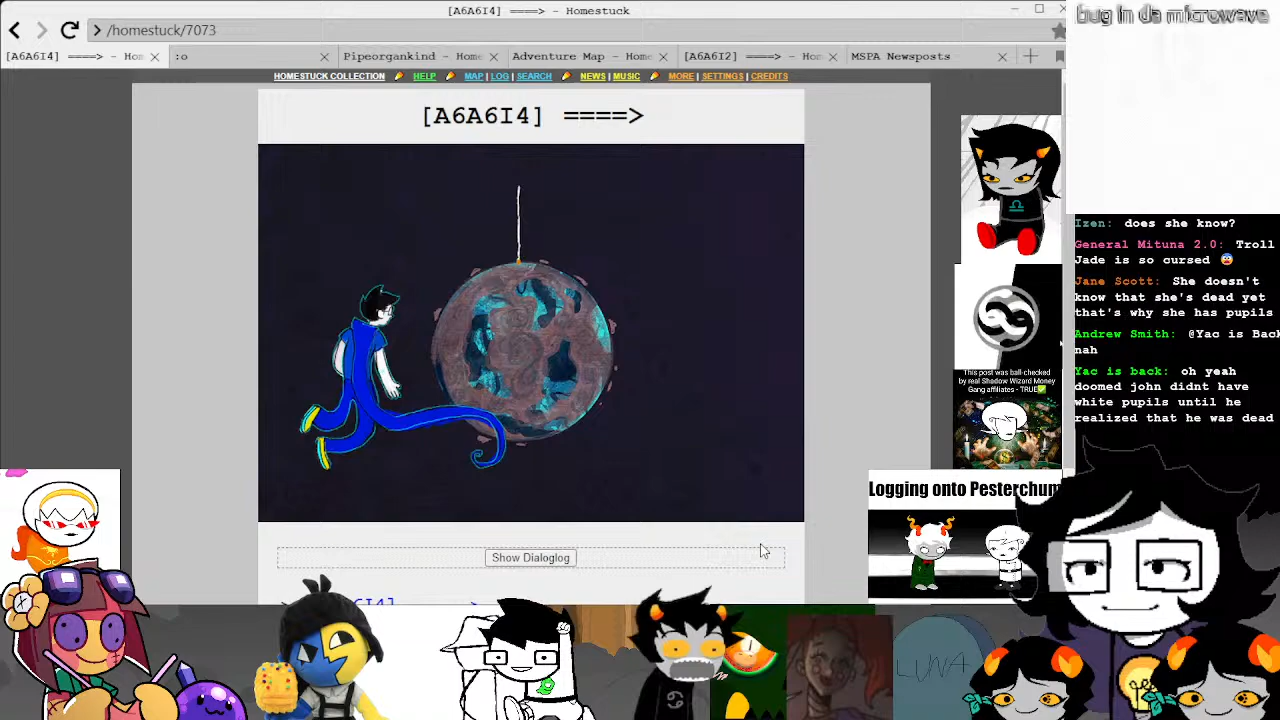 [A6A6I4] ====> - Homestuck
/homestuck/7073
[A6A6I4] ====> - Hom
:o
Pipeorgankind - Home
Adventure Map - Home
[A6I2] ====> - Hom
MSPA Newsposts
HOMESTUCK COLLECTION HELP MAP | LOG | SEARCH NEWS | MUSIC MORE | SETTINGS | CREDITS
[A6A6I4] ====>
Show Dialoglog
bug in da microwave
Izen: does she know?
General Mituna 2.0: Troll
Jade is so cursed 😨
Jane Scott: She doesn't
know that she's dead yet
that's why she has pupils
Andrew Smith: @Yac is Back
nah
Yac is back: oh yeah
doomed john didnt have
white pupils until he
realized that he was dead
This post was ball-checked
by real Shadow Wizard Money
Gang affiliates - TRUE✅
Logging onto Pesterchum
LUNA